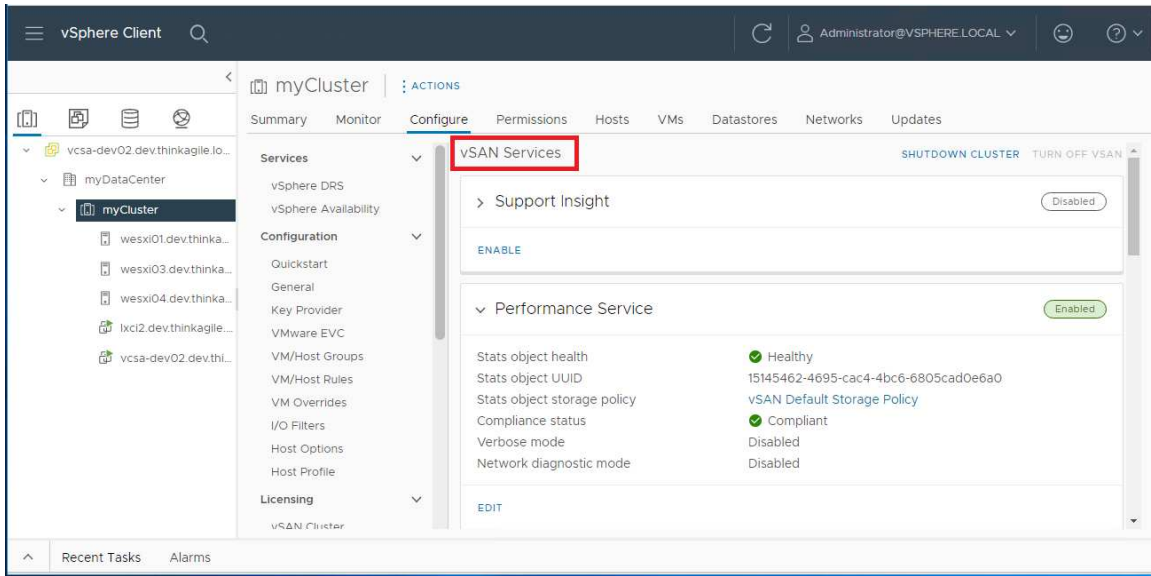 vSphere Client
Administrator@VSPHERE.LOCAL
myCluster
ACTIONS
Summary Monitor Configure Permissions Hosts VMs Datastores Networks Updates
vcsa-dev02.dev.thinkagile.lo...
myDataCenter
myCluster
wesxi01.dev.thinka...
wesxi03.dev.thinka...
wesxi04.dev.thinka...
lxci2.dev.thinkagile....
vcsa-dev02.dev.thi...
Services
vSphere DRS
vSphere Availability
Configuration
Quickstart
General
Key Provider
VMware EVC
VM/Host Groups
VM/Host Rules
VM Overrides
I/O Filters
Host Options
Host Profile
Licensing
vSAN Cluster
vSAN Services
SHUTDOWN CLUSTER TURN OFF VSAN
Support Insight Disabled
ENABLE
Performance Service Enabled
Stats object health Healthy
Stats object UUID 15145462-4695-cac4-4bc6-6805cad0e6a0
Stats object storage policy vSAN Default Storage Policy
Compliance status Compliant
Verbose mode Disabled
Network diagnostic mode Disabled
EDIT
Recent Tasks Alarms